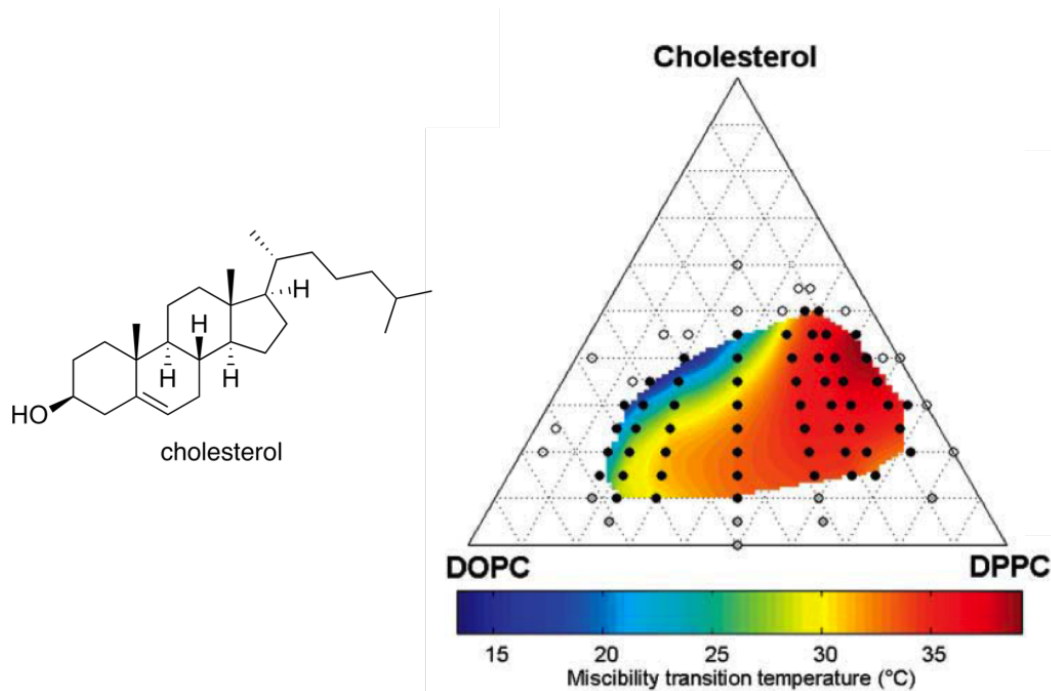 Cholesterol
H
H
H
H
HO
cholesterol
DOPC
DPPC
15
20
25
30
35
Miscibility transition temperature (°C)